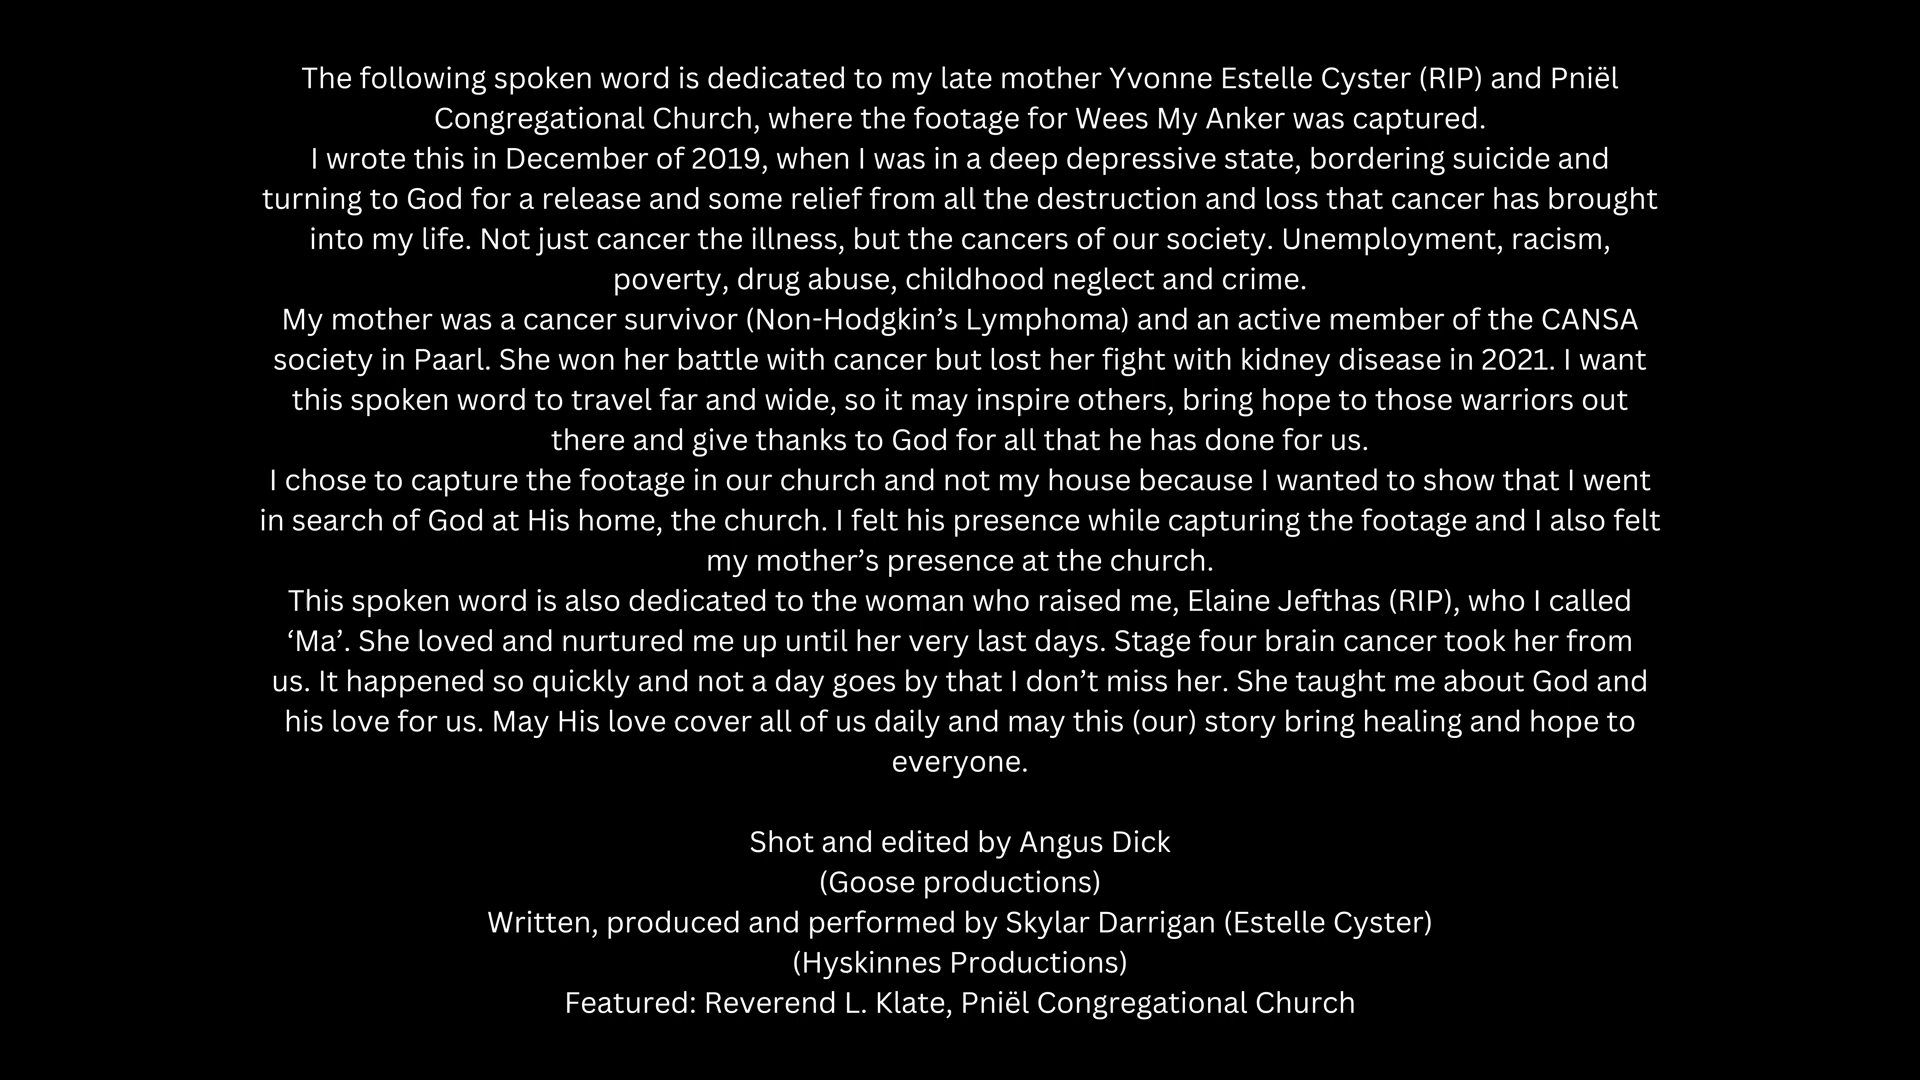 The following spoken word is dedicated to my late mother Yvonne Estelle Cyster (RIP) and Pniël
Congregational Church, where the footage for Wees My Anker was captured.
I wrote this in December of 2019, when I was in a deep depressive state, bordering suicide and
turning to God for a release and some relief from all the destruction and loss that cancer has brought
into my life. Not just cancer the illness, but the cancers of our society. Unemployment, racism,
poverty, drug abuse, childhood neglect and crime.
My mother was a cancer survivor (Non-Hodgkin’s Lymphoma) and an active member of the CANSA
society in Paarl. She won her battle with cancer but lost her fight with kidney disease in 2021. I want
this spoken word to travel far and wide, so it may inspire others, bring hope to those warriors out
there and give thanks to God for all that he has done for us.
I chose to capture the footage in our church and not my house because I wanted to show that I went
in search of God at His home, the church. I felt his presence while capturing the footage and I also felt
my mother’s presence at the church.
This spoken word is also dedicated to the woman who raised me, Elaine Jefthas (RIP), who I called
‘Ma’. She loved and nurtured me up until her very last days. Stage four brain cancer took her from
us. It happened so quickly and not a day goes by that I don’t miss her. She taught me about God and
his love for us. May His love cover all of us daily and may this (our) story bring healing and hope to
everyone.
Shot and edited by Angus Dick
(Goose productions)
Written, produced and performed by Skylar Darrigan (Estelle Cyster)
(Hyskinnes Productions)
Featured: Reverend L. Klate, Pniël Congregational Church